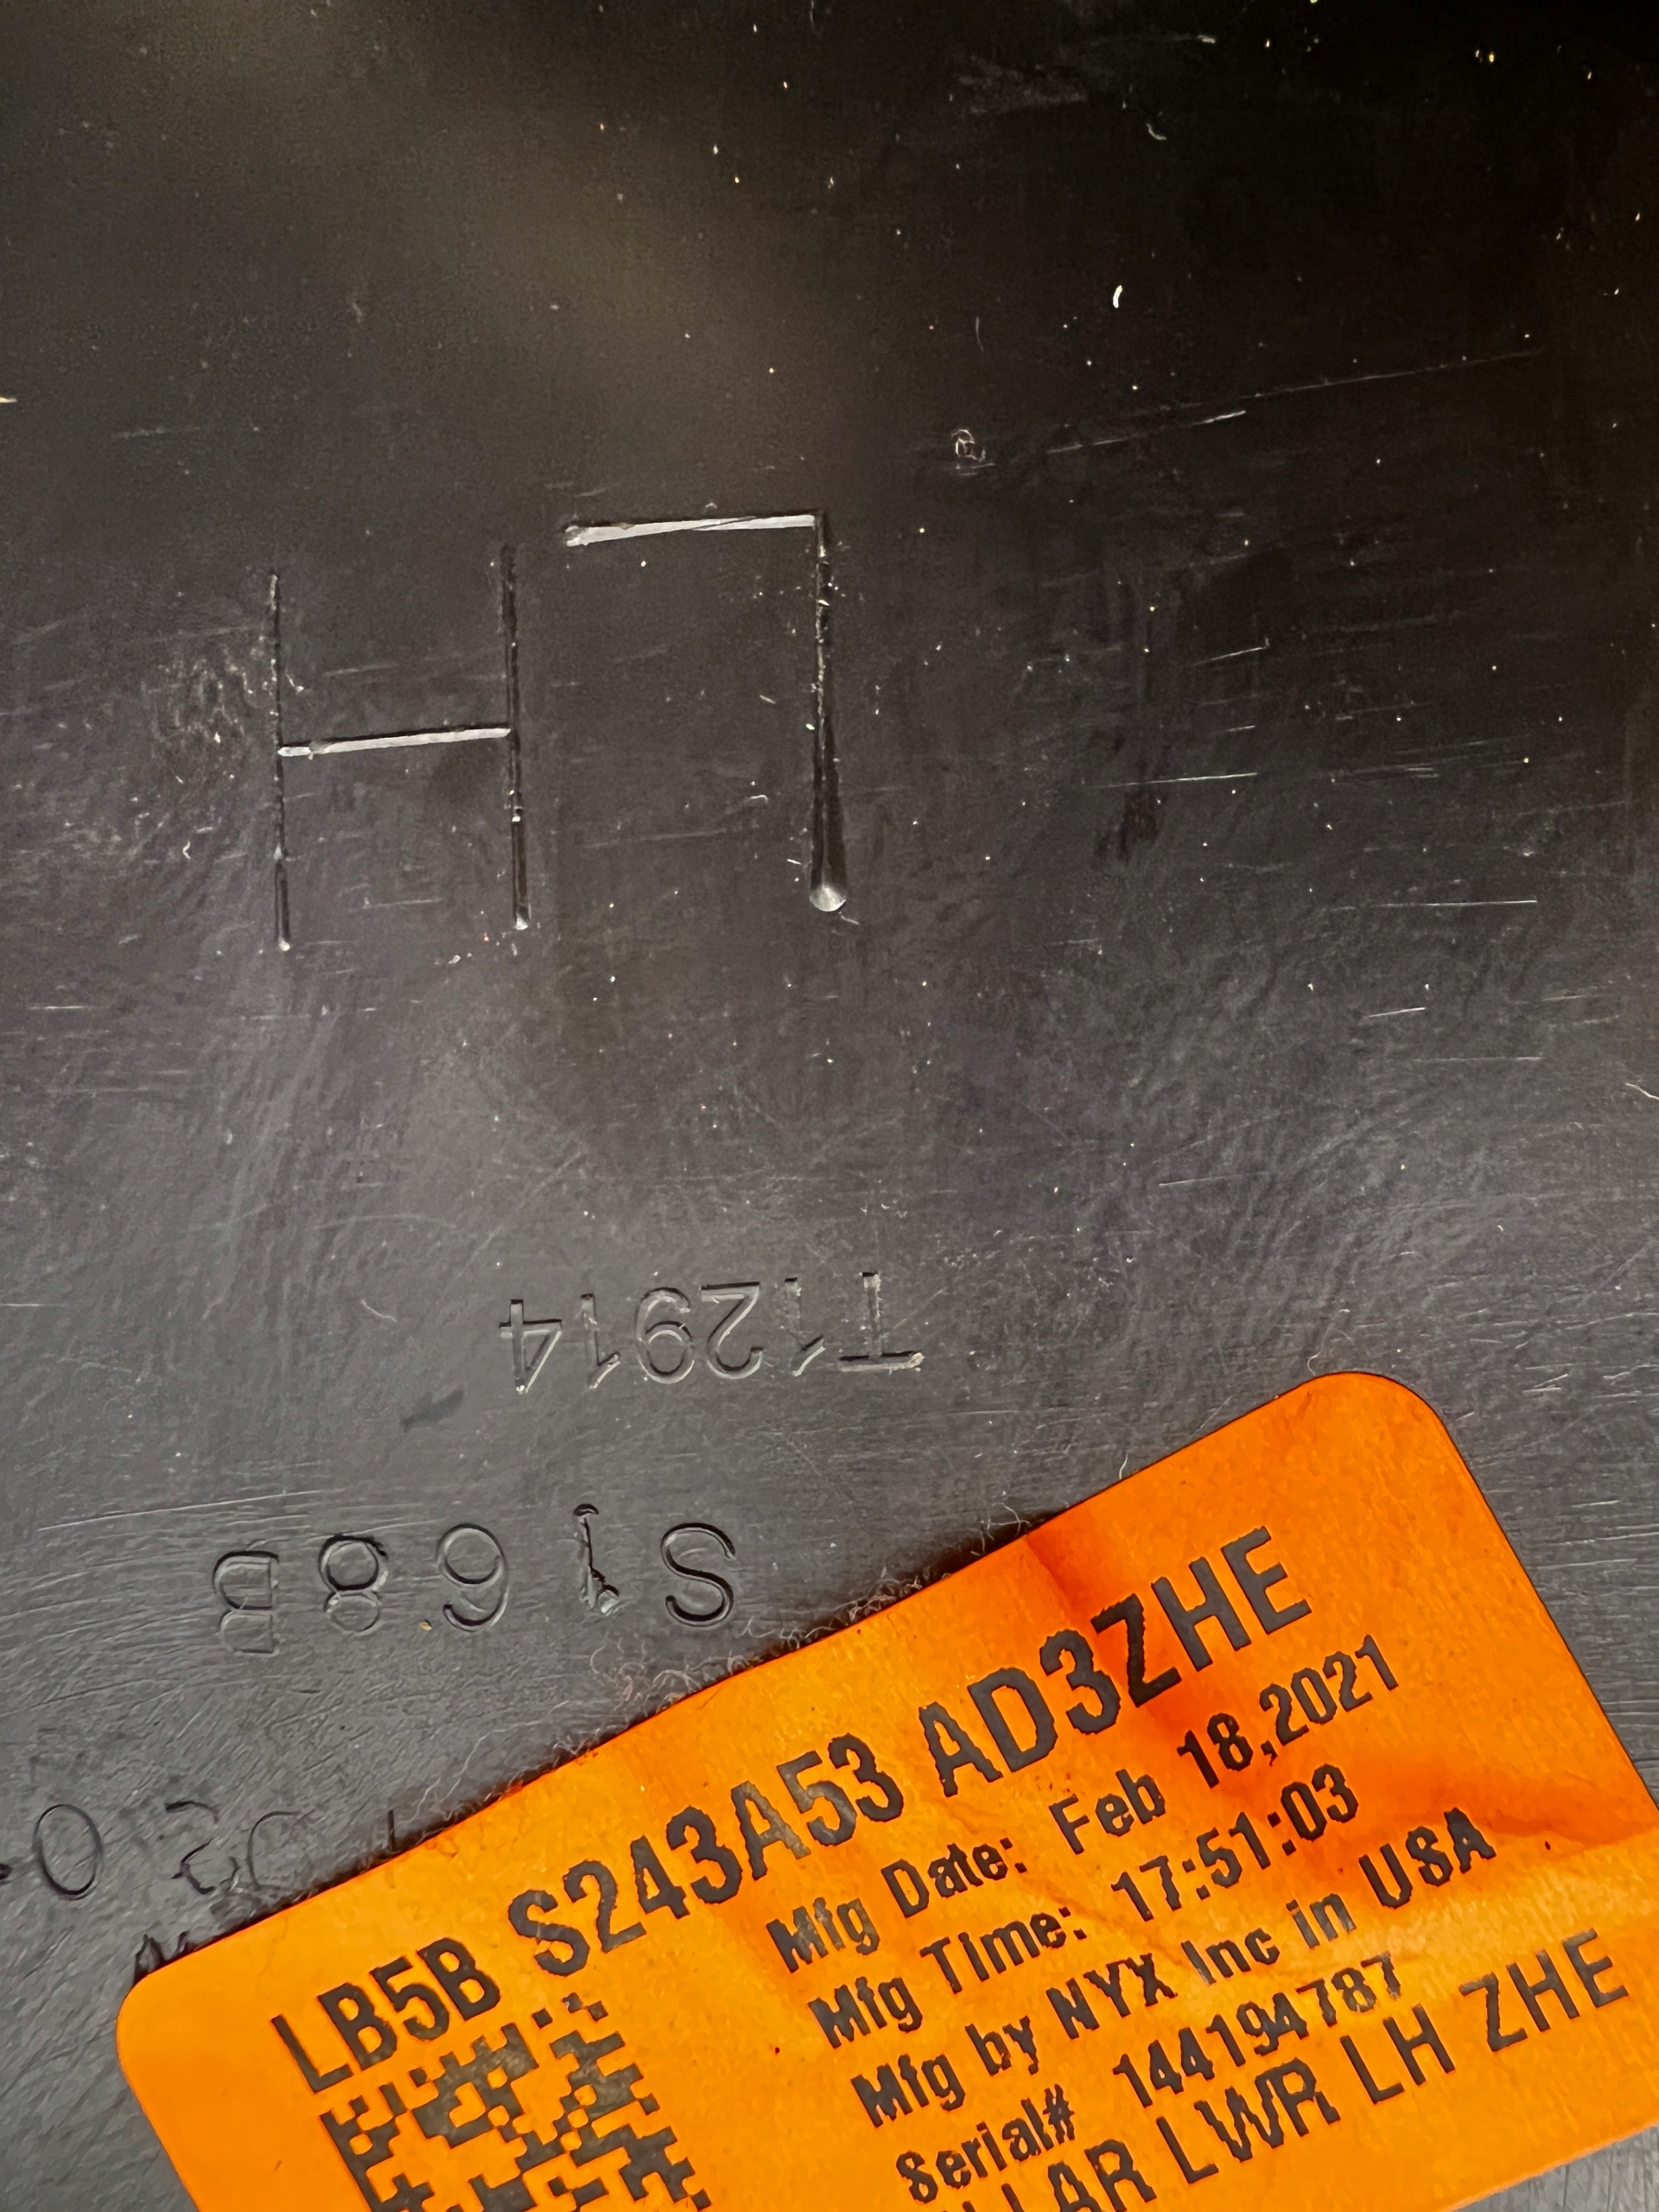 LH
T12914
S168B
LB5B S243A53 AD3ZHE
Mfg Date: Feb 18,2021
Mfg Time: 17:51:03
Mfg by NYX Inc in USA
Serial# 144194787
LWR LH ZHE